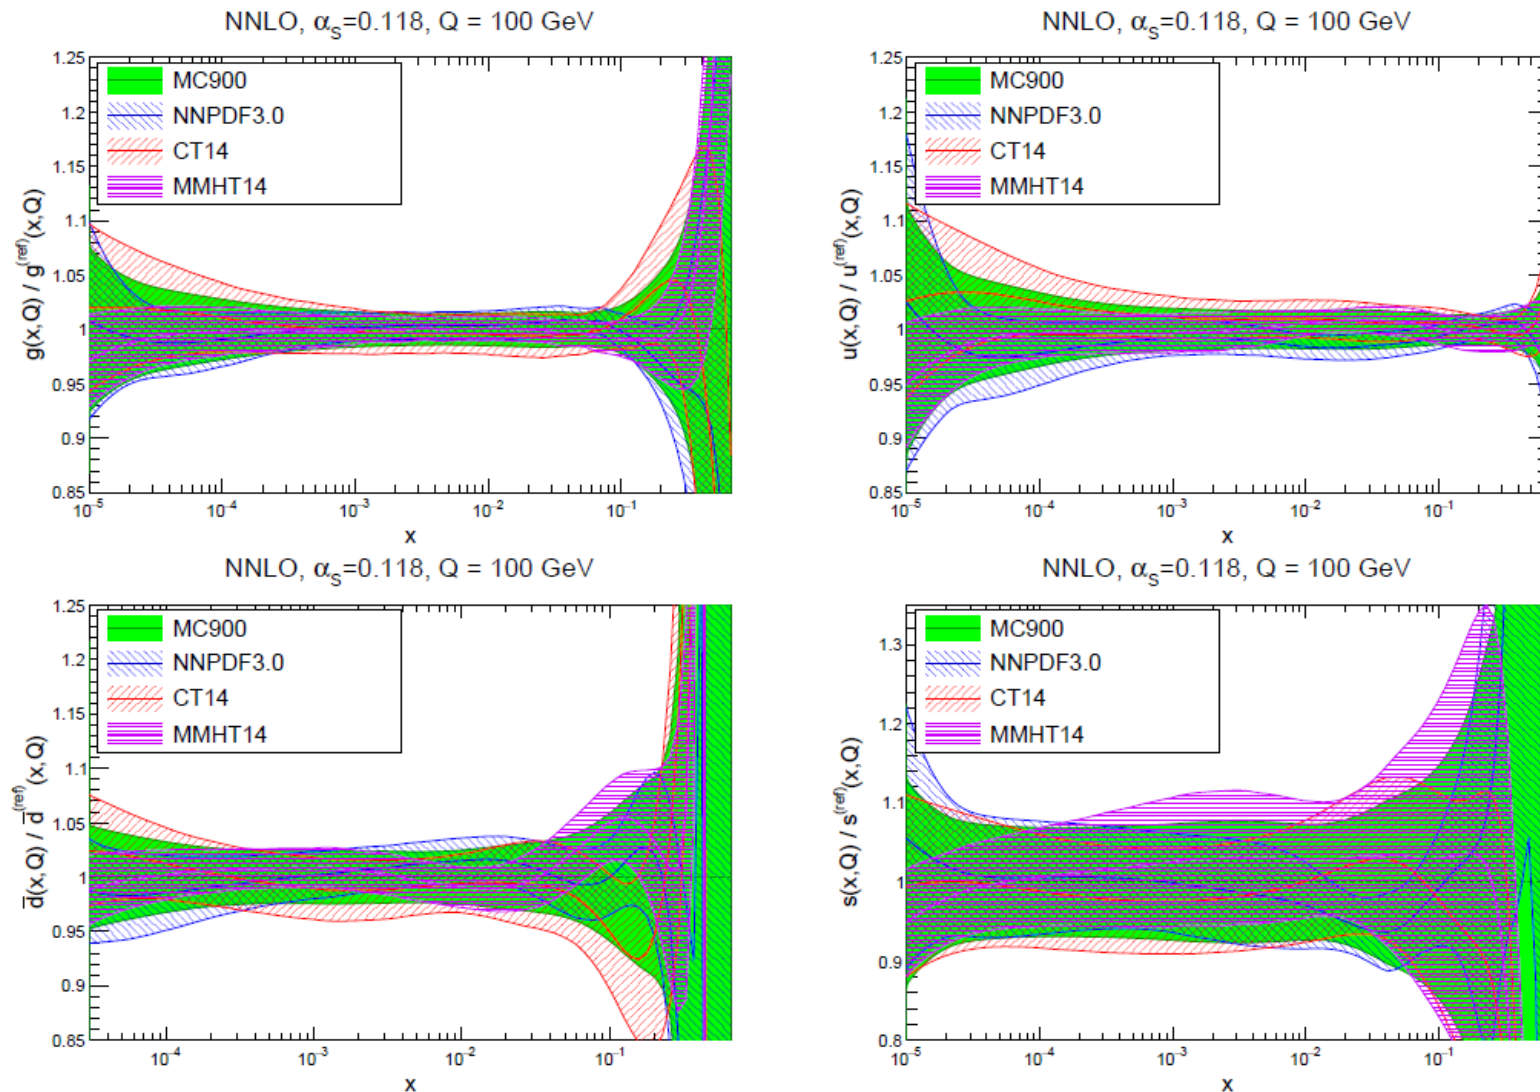 NNLO, αS=0.118, Q = 100 GeV
g(x,Q) / g(ref)(x,Q)
1.25
1.2
1.15
1.1
1.05
1
0.95
0.9
0.85
MC900
NNPDF3.0
CT14
MMHT14
10−5
10−4
10−3
10−2
10−1
x
NNLO, αS=0.118, Q = 100 GeV
u(x,Q) / u(ref)(x,Q)
1.25
1.2
1.15
1.1
1.05
1
0.95
0.9
0.85
MC900
NNPDF3.0
CT14
MMHT14
10−5
10−4
10−3
10−2
10−1
x
NNLO, αS=0.118, Q = 100 GeV
d̅(x,Q) / d̅(ref)(x,Q)
1.25
1.2
1.15
1.1
1.05
1
0.95
0.9
0.85
MC900
NNPDF3.0
CT14
MMHT14
10−4
10−3
10−2
10−1
x
NNLO, αS=0.118, Q = 100 GeV
s(x,Q) / s(ref)(x,Q)
1.3
1.2
1.1
1
0.9
0.8
MC900
NNPDF3.0
CT14
MMHT14
10−5
10−4
10−3
10−2
10−1
x